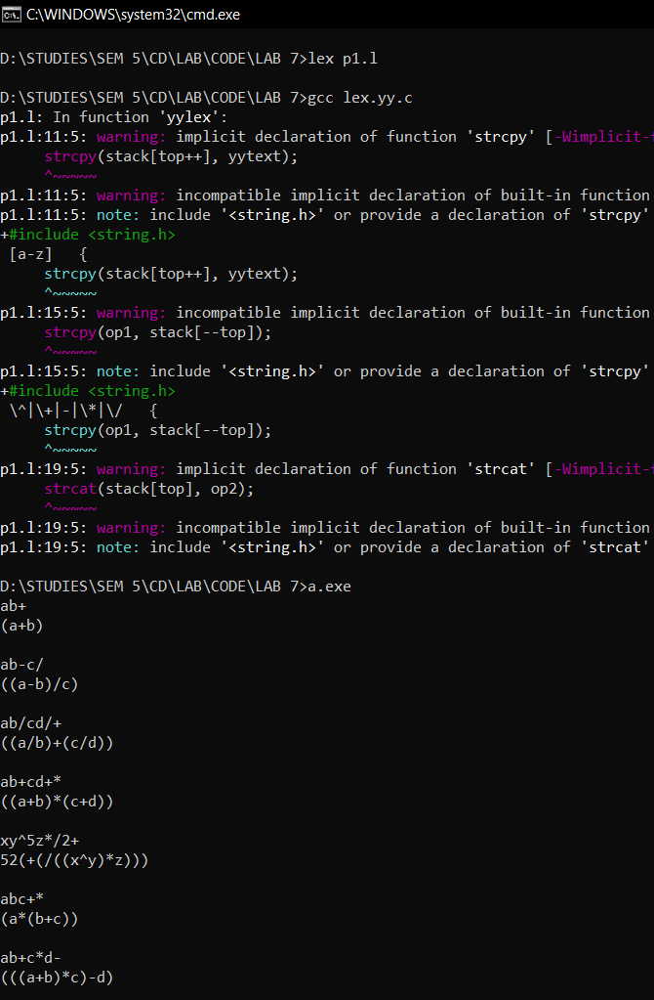 C:\WINDOWS\system32\cmd.exe
D:\STUDIES\SEM 5\CD\LAB\CODE\LAB 7>lex p1.l
D:\STUDIES\SEM 5\CD\LAB\CODE\LAB 7>gcc lex.yy.c
p1.l: In function 'yylex':
p1.l:11:5: warning: implicit declaration of function 'strcpy' [-Wimplicit-
     strcpy(stack[top++], yytext);
     ^~~~~~
p1.l:11:5: warning: incompatible implicit declaration of built-in function
p1.l:11:5: note: include '<string.h>' or provide a declaration of 'strcpy'
+#include <string.h>
 [a-z]   {
     strcpy(stack[top++], yytext);
     ^~~~~~
p1.l:15:5: warning: incompatible implicit declaration of built-in function
     strcpy(op1, stack[--top]);
     ^~~~~~
p1.l:15:5: note: include '<string.h>' or provide a declaration of 'strcpy'
+#include <string.h>
 \^|\+|-|\*|\/   {
     strcpy(op1, stack[--top]);
     ^~~~~~
p1.l:19:5: warning: implicit declaration of function 'strcat' [-Wimplicit-
     strcat(stack[top], op2);
     ^~~~~~
p1.l:19:5: warning: incompatible implicit declaration of built-in function
p1.l:19:5: note: include '<string.h>' or provide a declaration of 'strcat'
D:\STUDIES\SEM 5\CD\LAB\CODE\LAB 7>a.exe
ab+
(a+b)
ab-c/
((a-b)/c)
ab/cd/+
((a/b)+(c/d))
ab+cd+*
((a+b)*(c+d))
xy^5z*/2+
52(+(/((x^y)*z)))
abc+*
(a*(b+c))
ab+c*d-
(((a+b)*c)-d)